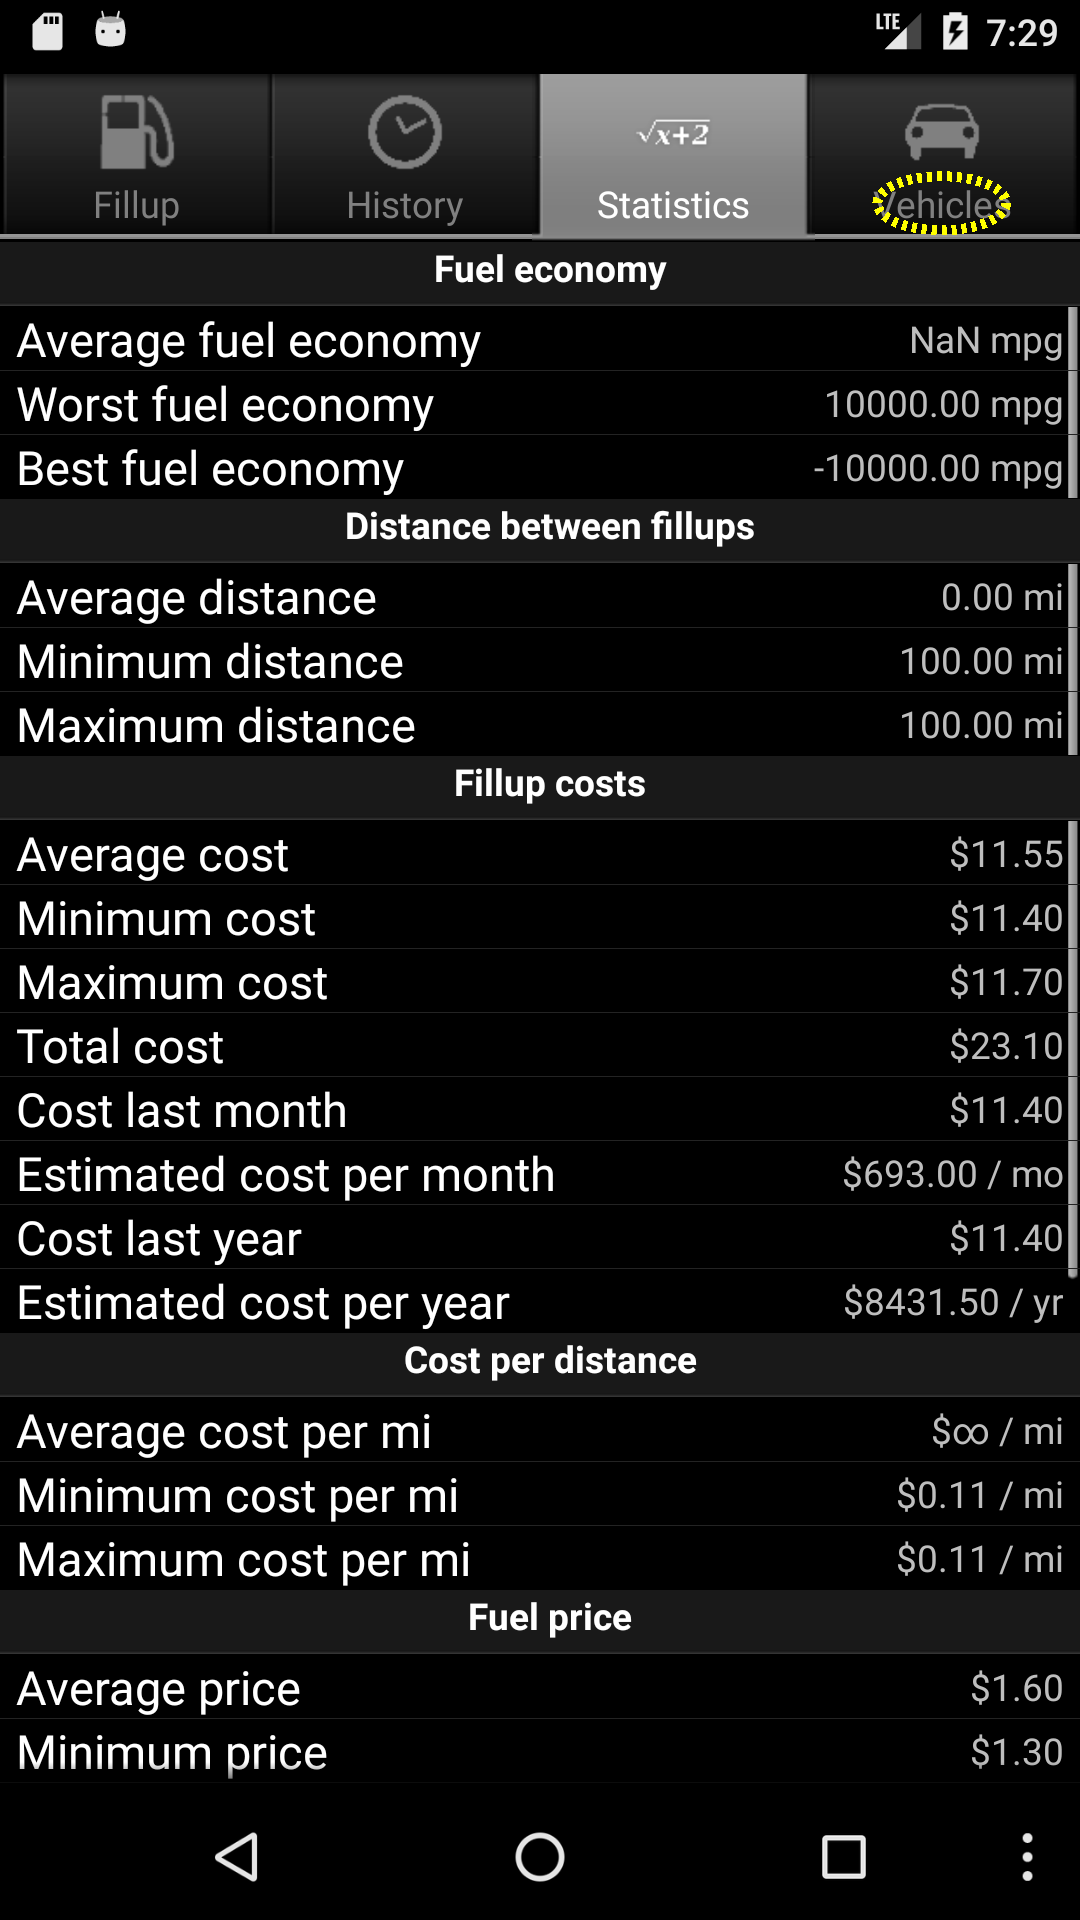 LTE 7:29
√x+2
Fillup History Statistics Vehicles
Fuel economy
Average fuel economy NaN mpg
Worst fuel economy 10000.00 mpg
Best fuel economy -10000.00 mpg
Distance between fillups
Average distance 0.00 mi
Minimum distance 100.00 mi
Maximum distance 100.00 mi
Fillup costs
Average cost $11.55
Minimum cost $11.40
Maximum cost $11.70
Total cost $23.10
Cost last month $11.40
Estimated cost per month $693.00 / mo
Cost last year $11.40
Estimated cost per year $8431.50 / yr
Cost per distance
Average cost per mi $∞ / mi
Minimum cost per mi $0.11 / mi
Maximum cost per mi $0.11 / mi
Fuel price
Average price $1.60
Minimum price $1.30